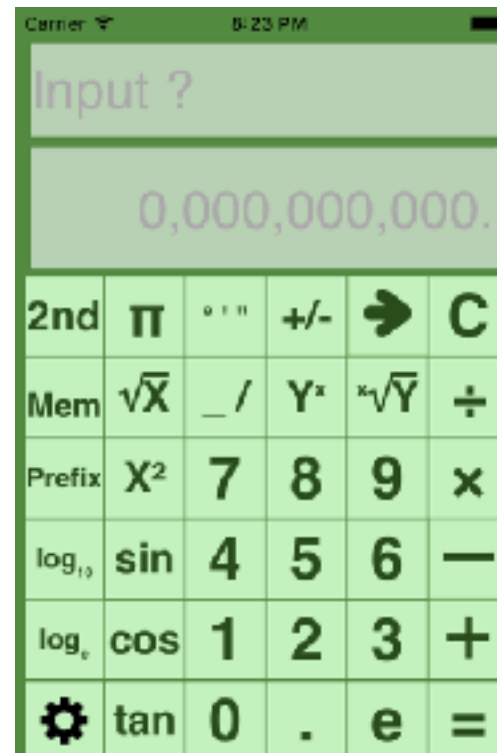 Carrier 6:23 PM
Input ?
0,000,000,000.
2nd π ° ' " +/- → C
Mem √X _ / Yˣ ˣ√Y ÷
Prefix X² 7 8 9 ×
log₁₀ sin 4 5 6 —
logₑ cos 1 2 3 +
tan 0 . e =